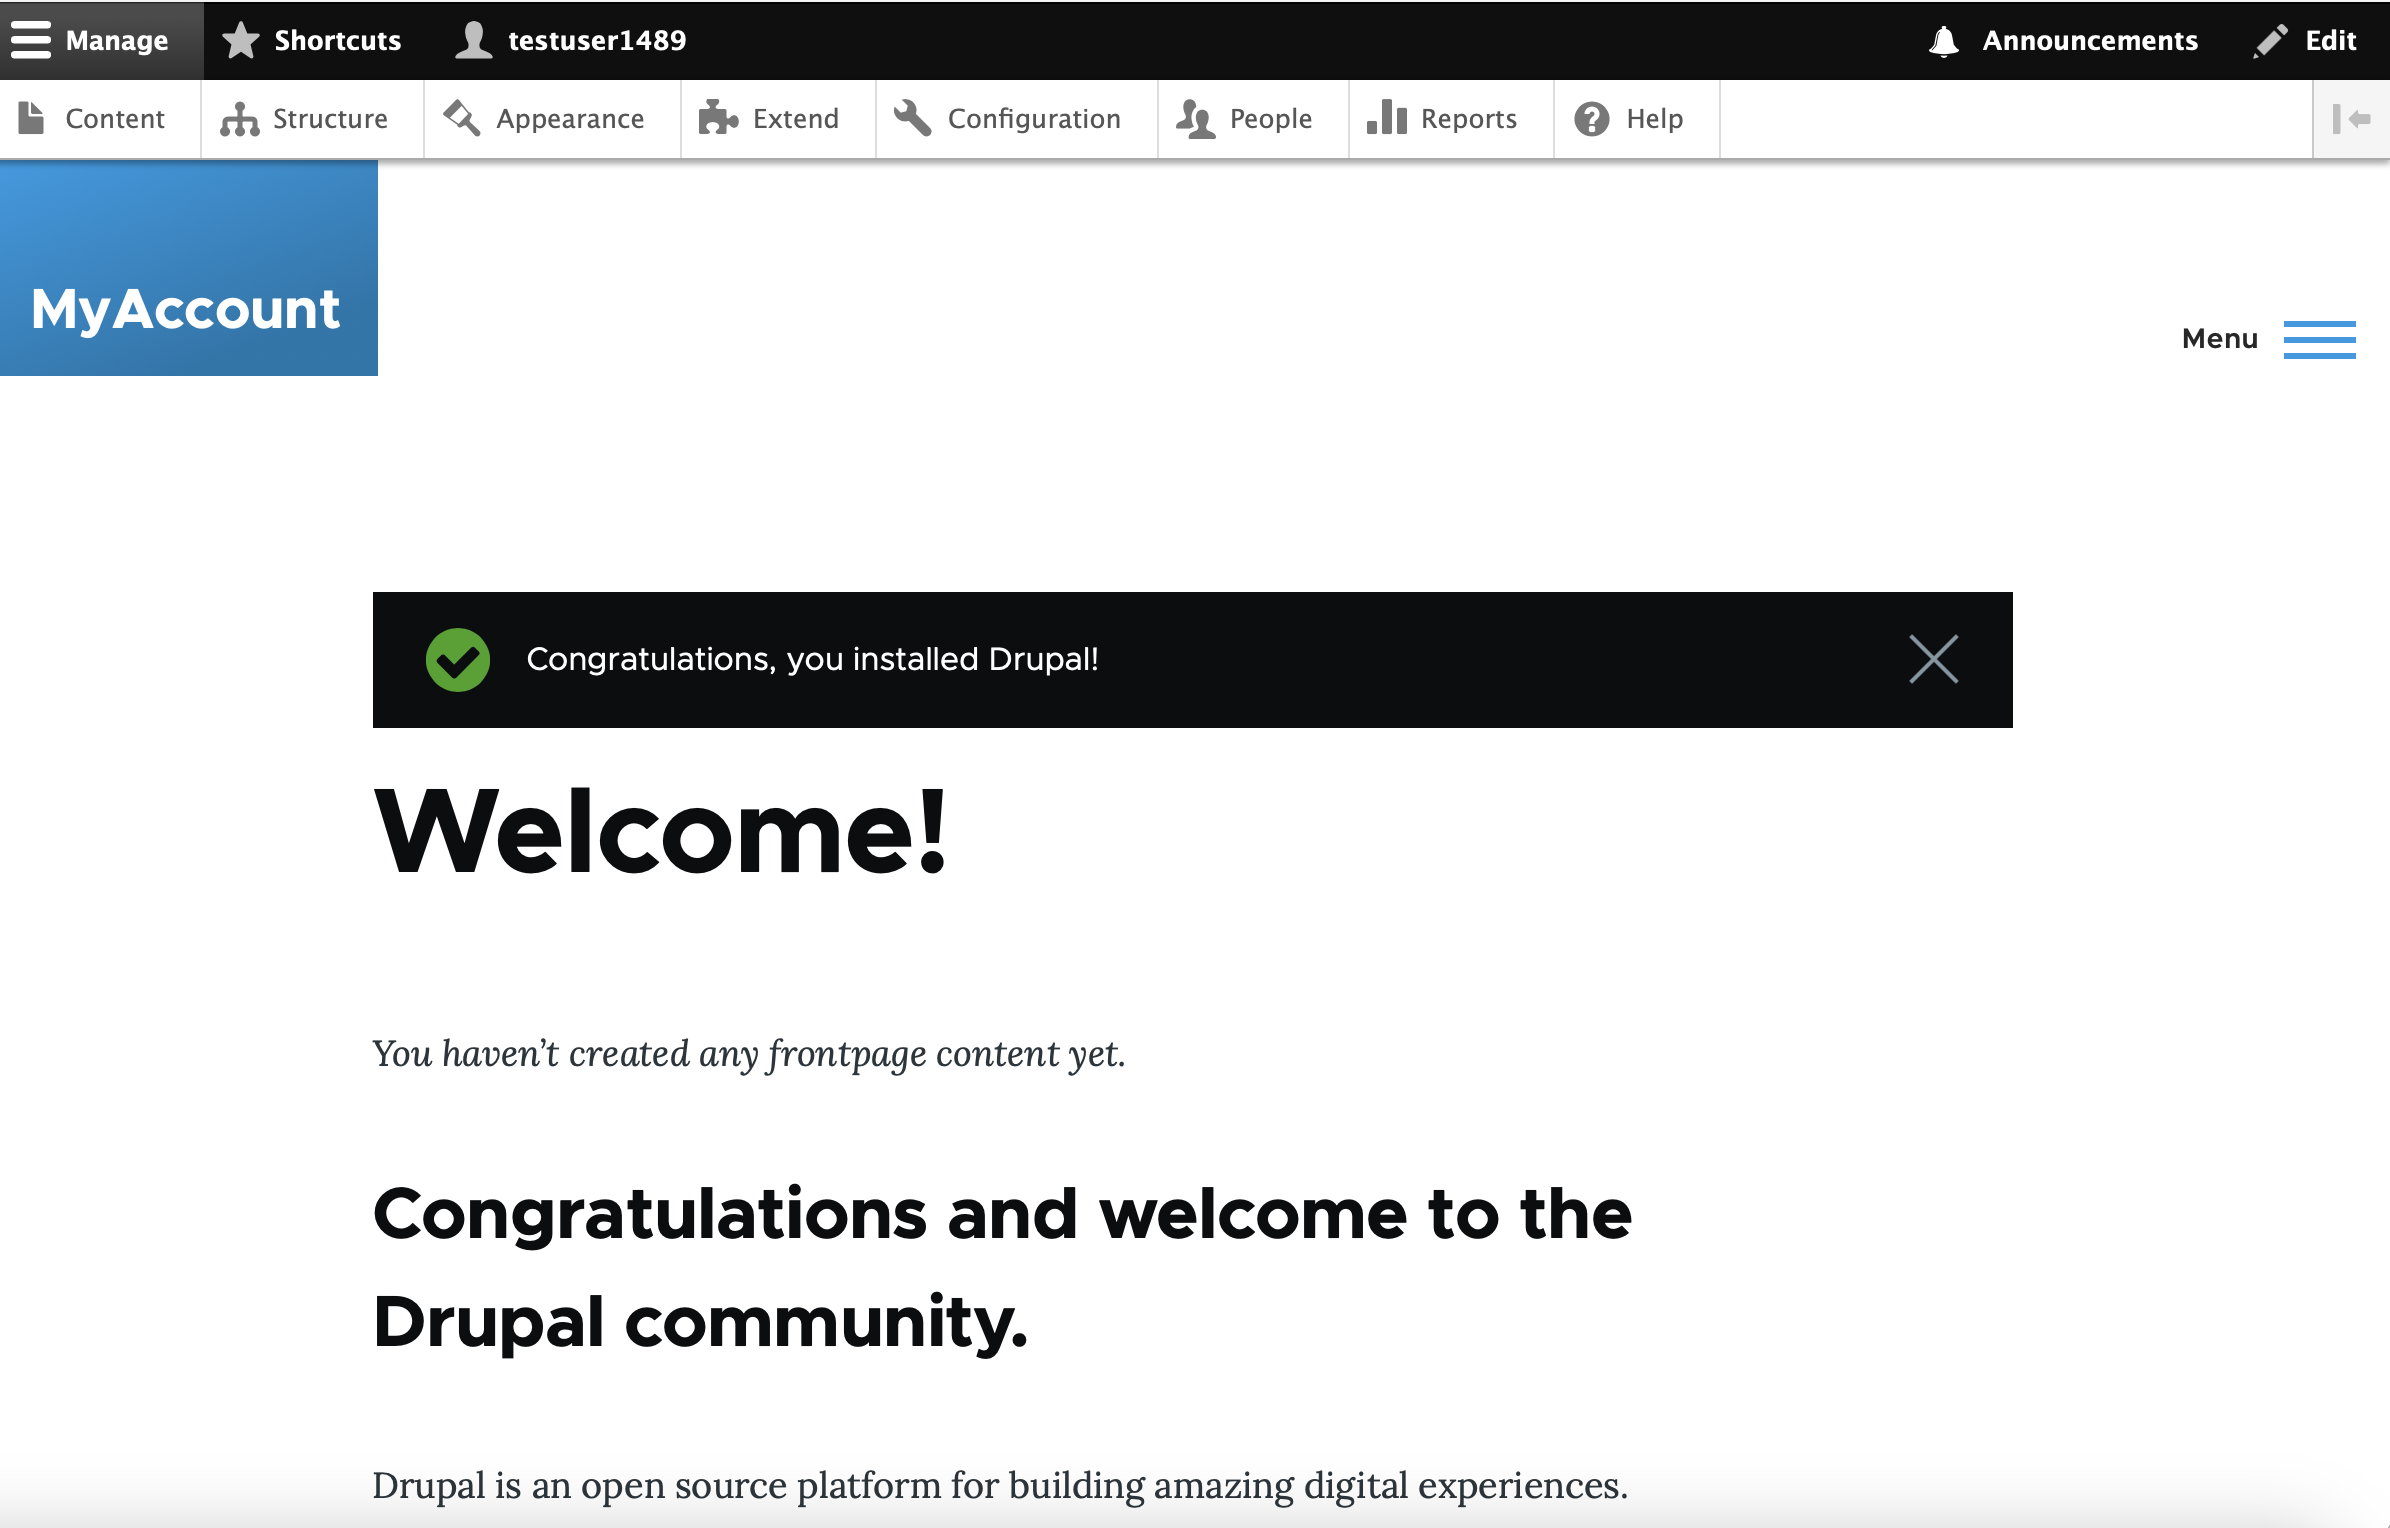 Manage Shortcuts testuser1489 Announcements Edit
Content Structure Appearance Extend Configuration People Reports Help
MyAccount
Menu
Congratulations, you installed Drupal!
Welcome!
You haven’t created any frontpage content yet.
Congratulations and welcome to the
Drupal community.
Drupal is an open source platform for building amazing digital experiences.